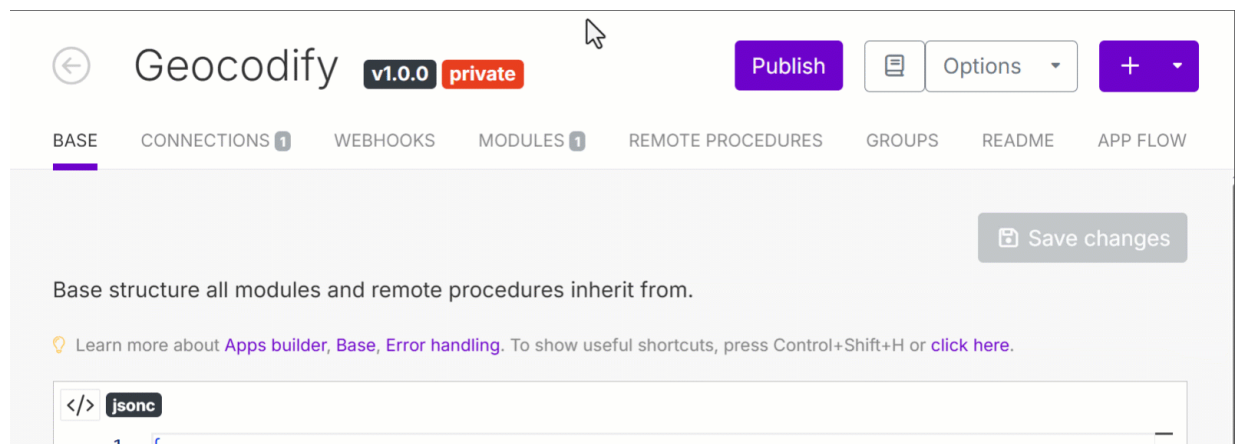 Geocodify v1.0.0 private Publish Options +
BASE CONNECTIONS 1 WEBHOOKS MODULES 1 REMOTE PROCEDURES GROUPS README APP FLOW
Save changes
Base structure all modules and remote procedures inherit from.
Learn more about Apps builder, Base, Error handling. To show useful shortcuts, press Control+Shift+H or click here.
</> jsonc
1 {